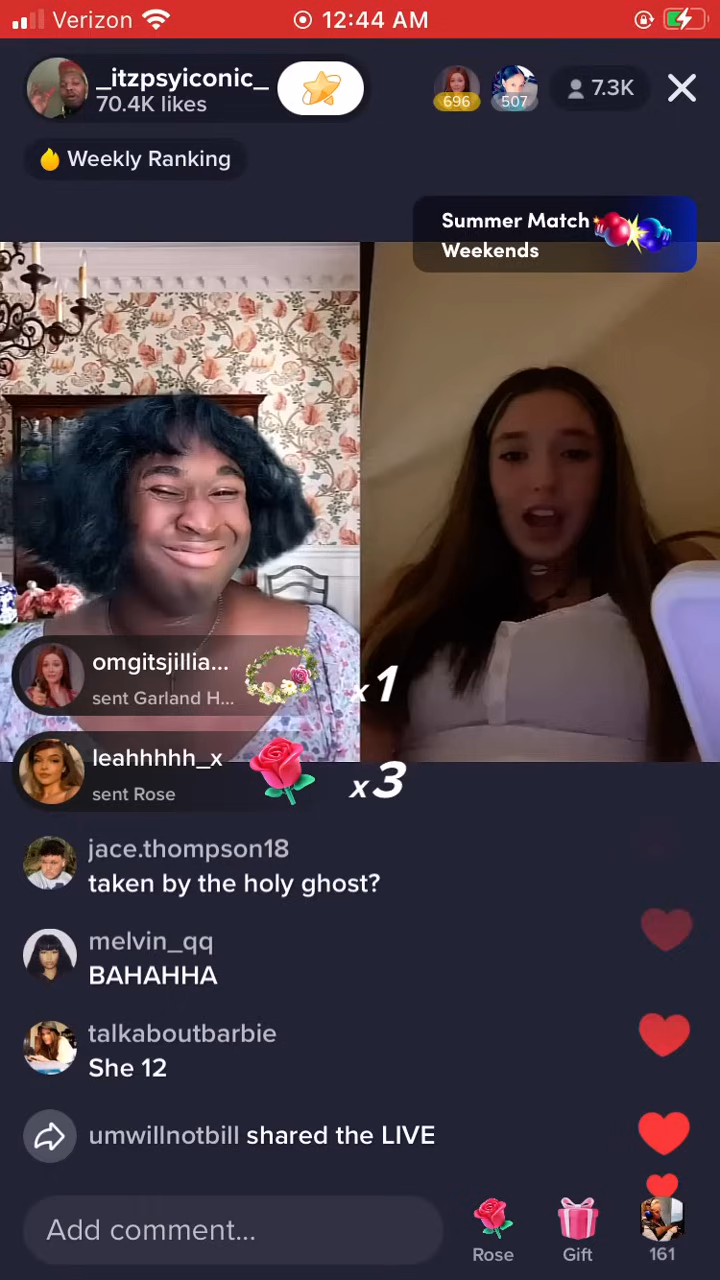 Verizon 12:44 AM
_itzpsyiconic_
70.4K likes
696 507 7.3K
Weekly Ranking
Summer Match
Weekends
omgitsjillia...
sent Garland H...
x1
leahhhhh_x
sent Rose
x3
jace.thompson18
taken by the holy ghost?
melvin_qq
BAHAHHA
talkaboutbarbie
She 12
umwillnotbill shared the LIVE
Add comment...
Rose Gift 161